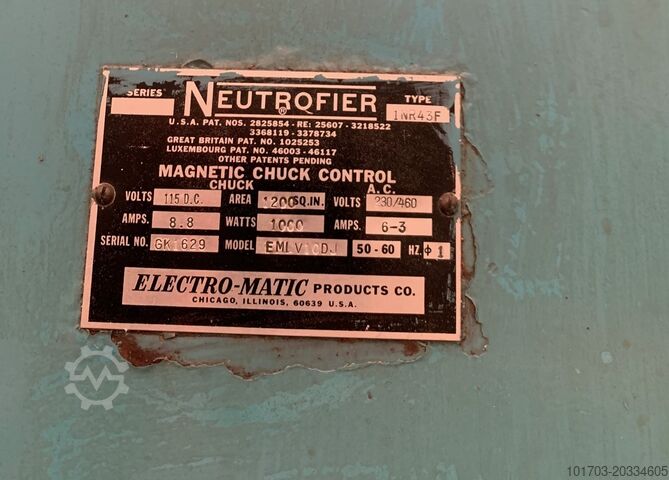 SERIES NEUTROFIER ® TYPE 1NR43F
U.S.A. PAT. NOS. 2825854 - RE: 25607 - 3218522
3368119 - 3378734
GREAT BRITAIN PAT. NO. 1025253
LUXEMBOURG PAT. NO. 46003 - 46117
OTHER PATENTS PENDING
MAGNETIC CHUCK CONTROL
CHUCK A.C.
VOLTS 115 D.C. AREA 1200 SQ.IN. VOLTS 230/460
AMPS. 8.8 WATTS 1000 AMPS. 6-3
SERIAL NO. MODEL 50-60 HZ. ϕ 1
ELECTRO-MATIC PRODUCTS CO.
CHICAGO, ILLINOIS, 60639 U.S.A.
101703-20334605